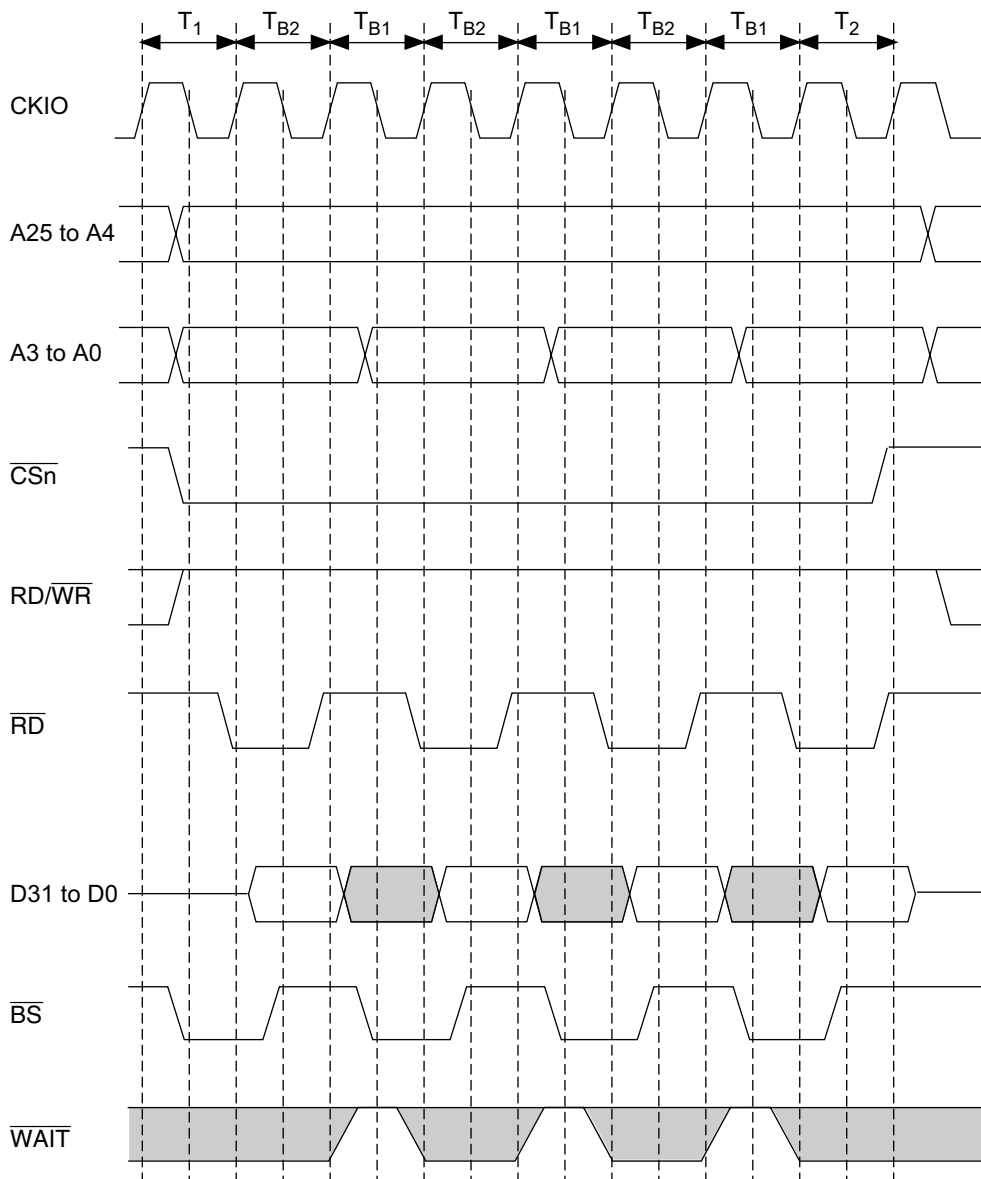 T1 TB2 TB1 TB2 TB1 TB2 TB1 T2
CKIO
A25 to A4
A3 to A0
CSn
RD/WR
RD
D31 to D0
BS
WAIT